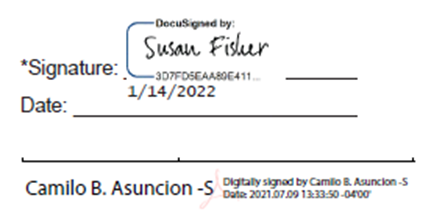 DocuSigned by:
Susan Fisher
*Signature:
3D7FD5EAA89E411...
1/14/2022
Date:
Camilo B. Asuncion -S
Digitally signed by Camilo B. Asuncion -S
Date: 2021.07.09 13:33:50 -04'00'